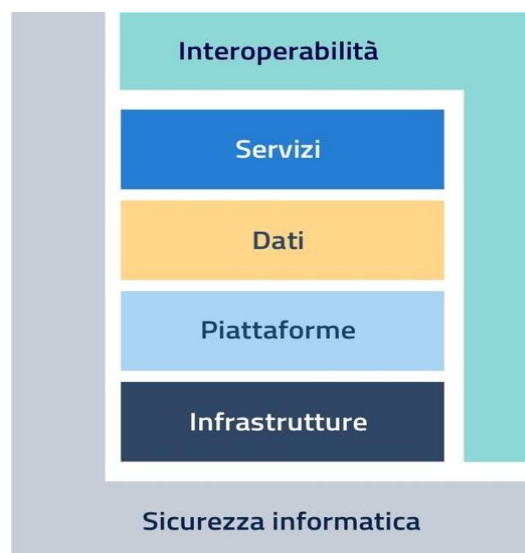 Interoperabilità
Servizi
Dati
Piattaforme
Infrastrutture
Sicurezza informatica